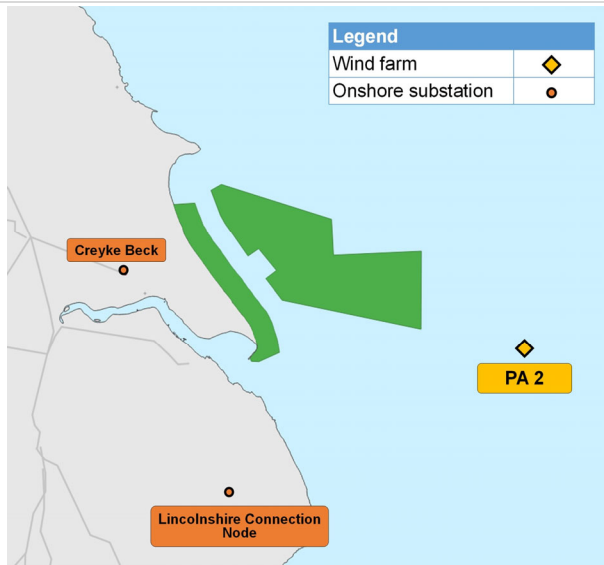 Legend
Wind farm
Onshore substation
Creyke Beck
PA 2
Lincolnshire Connection
Node